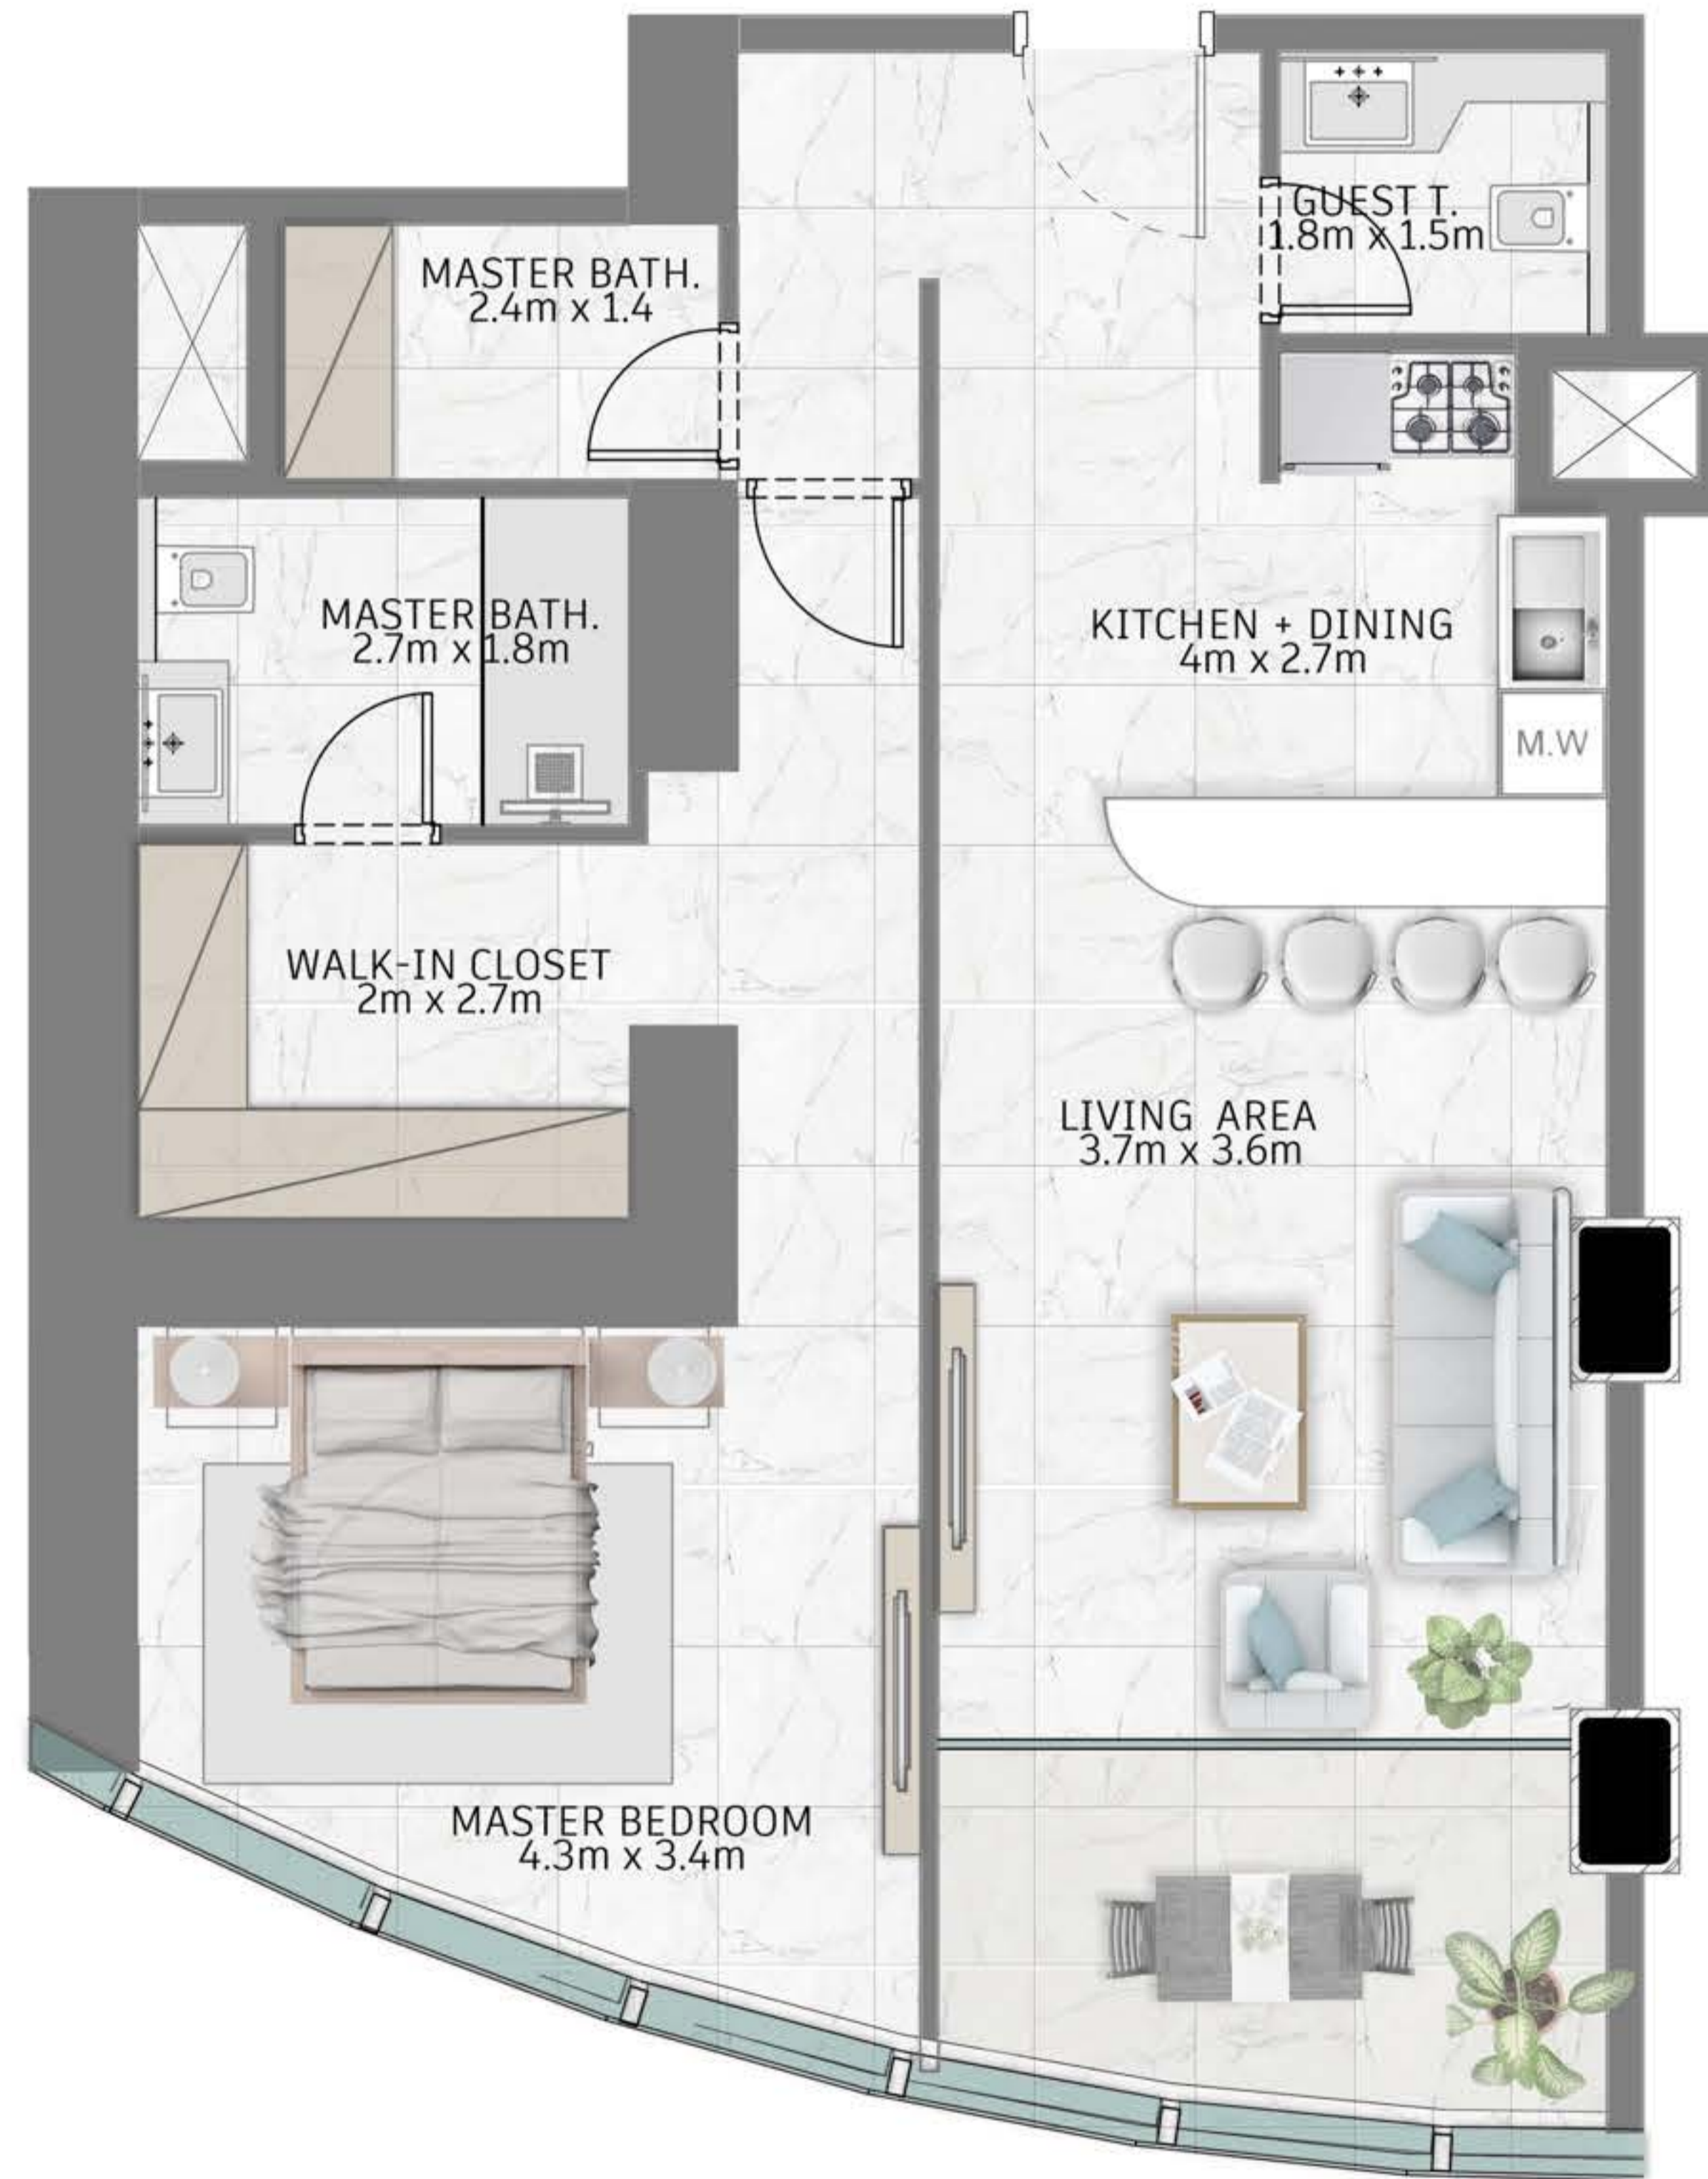 GUEST T.
1.8m x 1.5m
MASTER BATH.
2.4m x 1.4
MASTER BATH.
2.7m x 1.8m
KITCHEN + DINING
4m x 2.7m
M.W
WALK-IN CLOSET
2m x 2.7m
LIVING AREA
3.7m x 3.6m
MASTER BEDROOM
4.3m x 3.4m